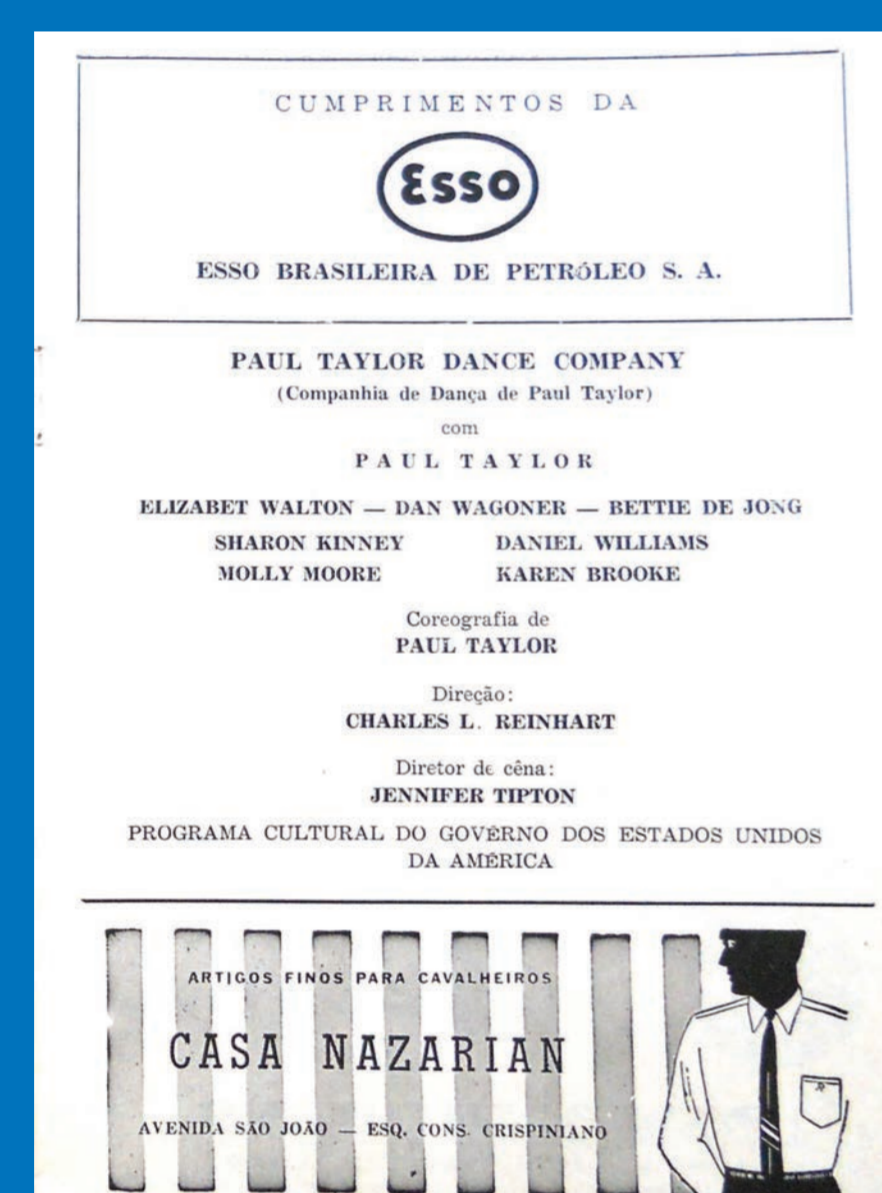 CUMPRIMENTOS DA
Esso
ESSO BRASILEIRA DE PETRÓLEO S. A.
PAUL TAYLOR DANCE COMPANY
(Companhia de Dança de Paul Taylor)
com
PAUL TAYLOR
ELIZABET WALTON — DAN WAGONER — BETTIE DE JONG
SHARON KINNEY DANIEL WILLIAMS
MOLLY MOORE KAREN BROOKE
Coreografia de
PAUL TAYLOR
Direção:
CHARLES L. REINHART
Diretor de cêna:
JENNIFER TIPTON
PROGRAMA CULTURAL DO GOVÊRNO DOS ESTADOS UNIDOS
DA AMÉRICA
ARTIGOS FINOS PARA CAVALHEIROS
CASA NAZARIAN
AVENIDA SÃO JOÃO — ESQ. CONS. CRISPINIANO